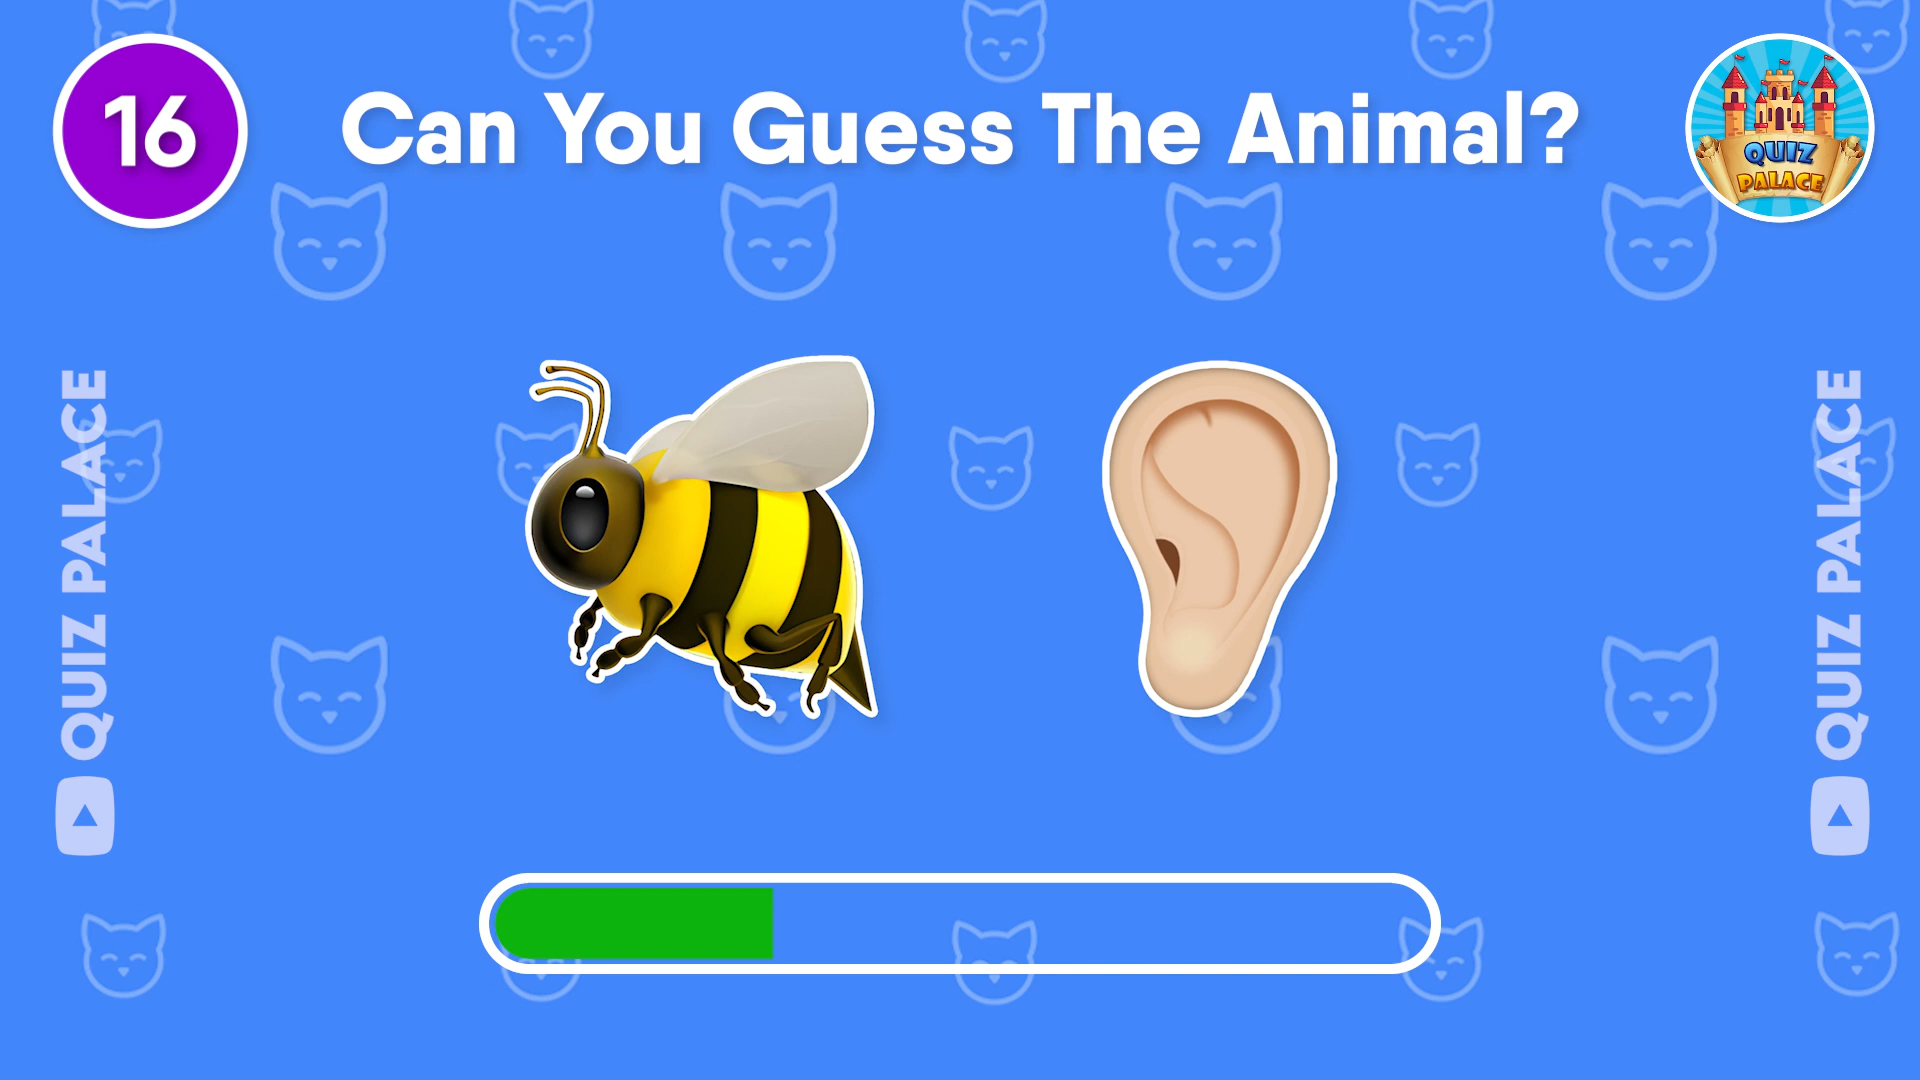 16
Can You Guess The Animal?
QUIZ
PALACE
QUIZ PALACE
QUIZ PALACE